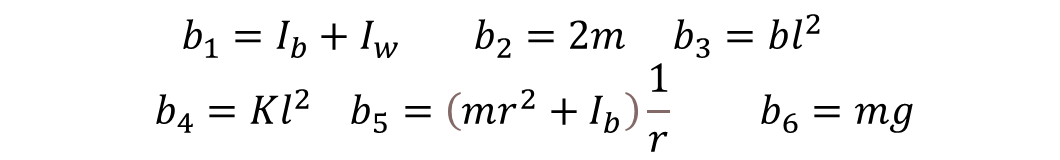 b₁ = I_b + I_w b₂ = 2m b₃ = bl²
b₄ = Kl² b₅ = (mr² + I_b) 1/r b₆ = mg